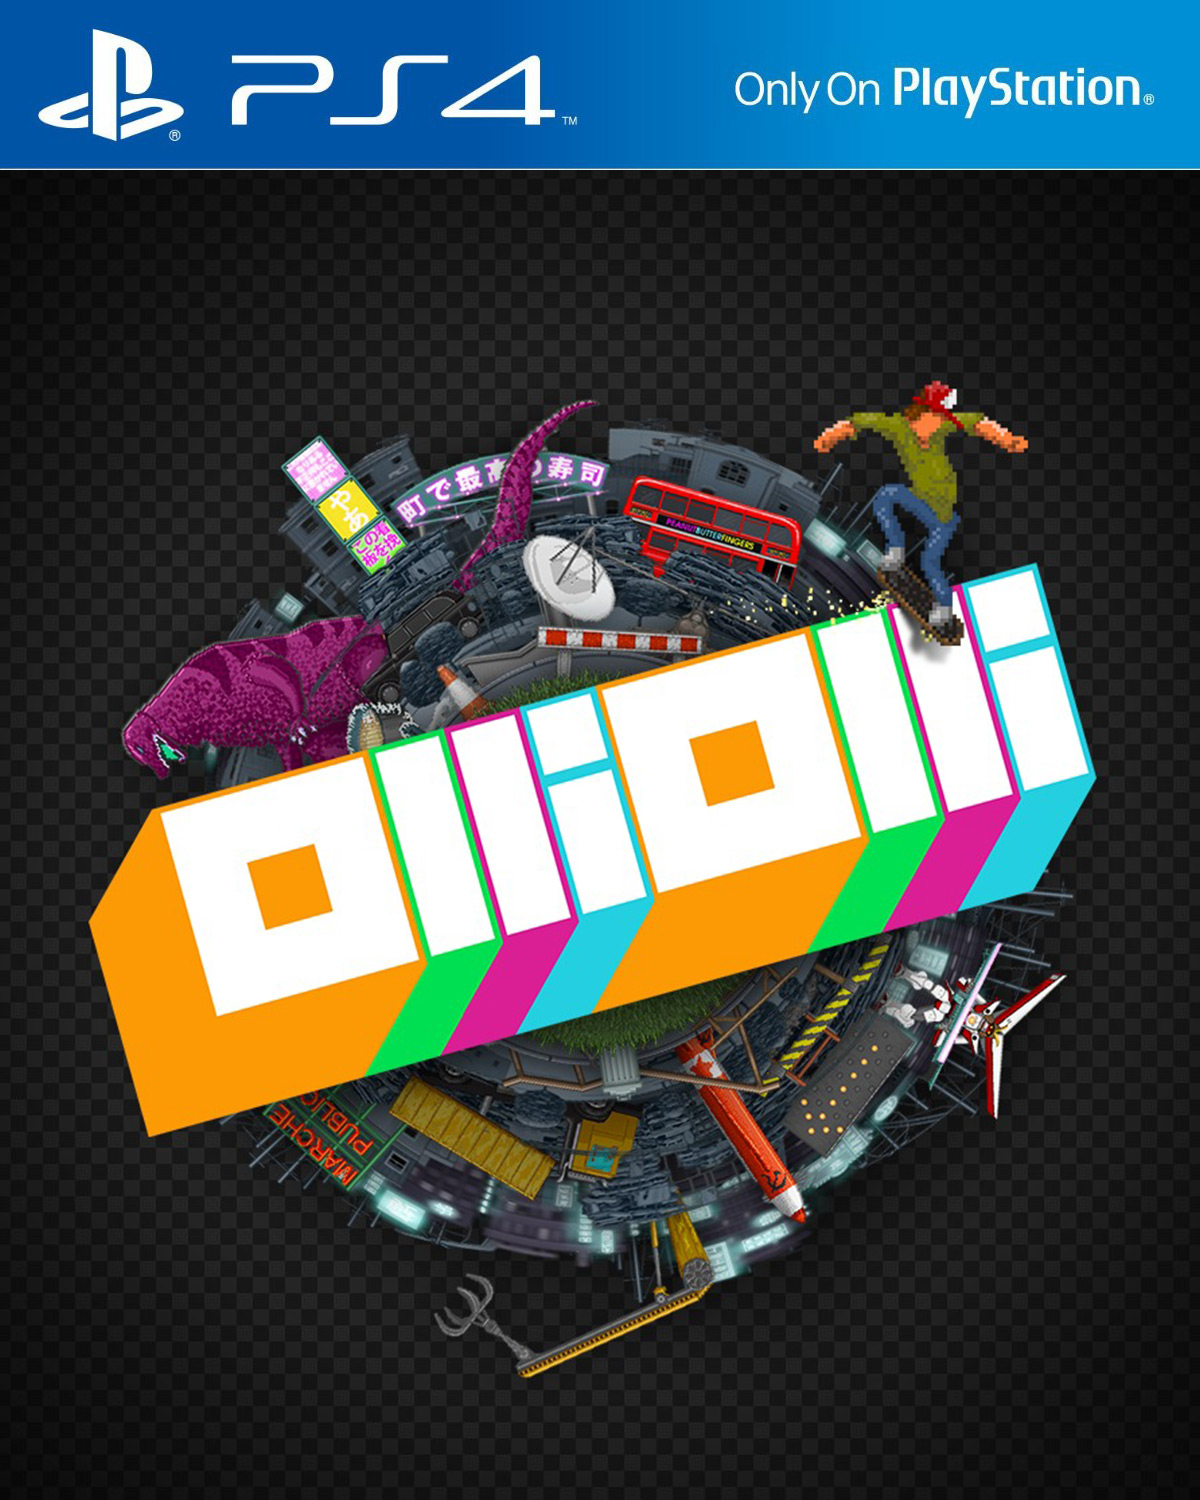 PS4™
Only On PlayStation®
町で最高の寿司
やあ
この看
板を挽
PEANUTBUTTERFINGERS
olliolli
MARCHE
PUBLIC